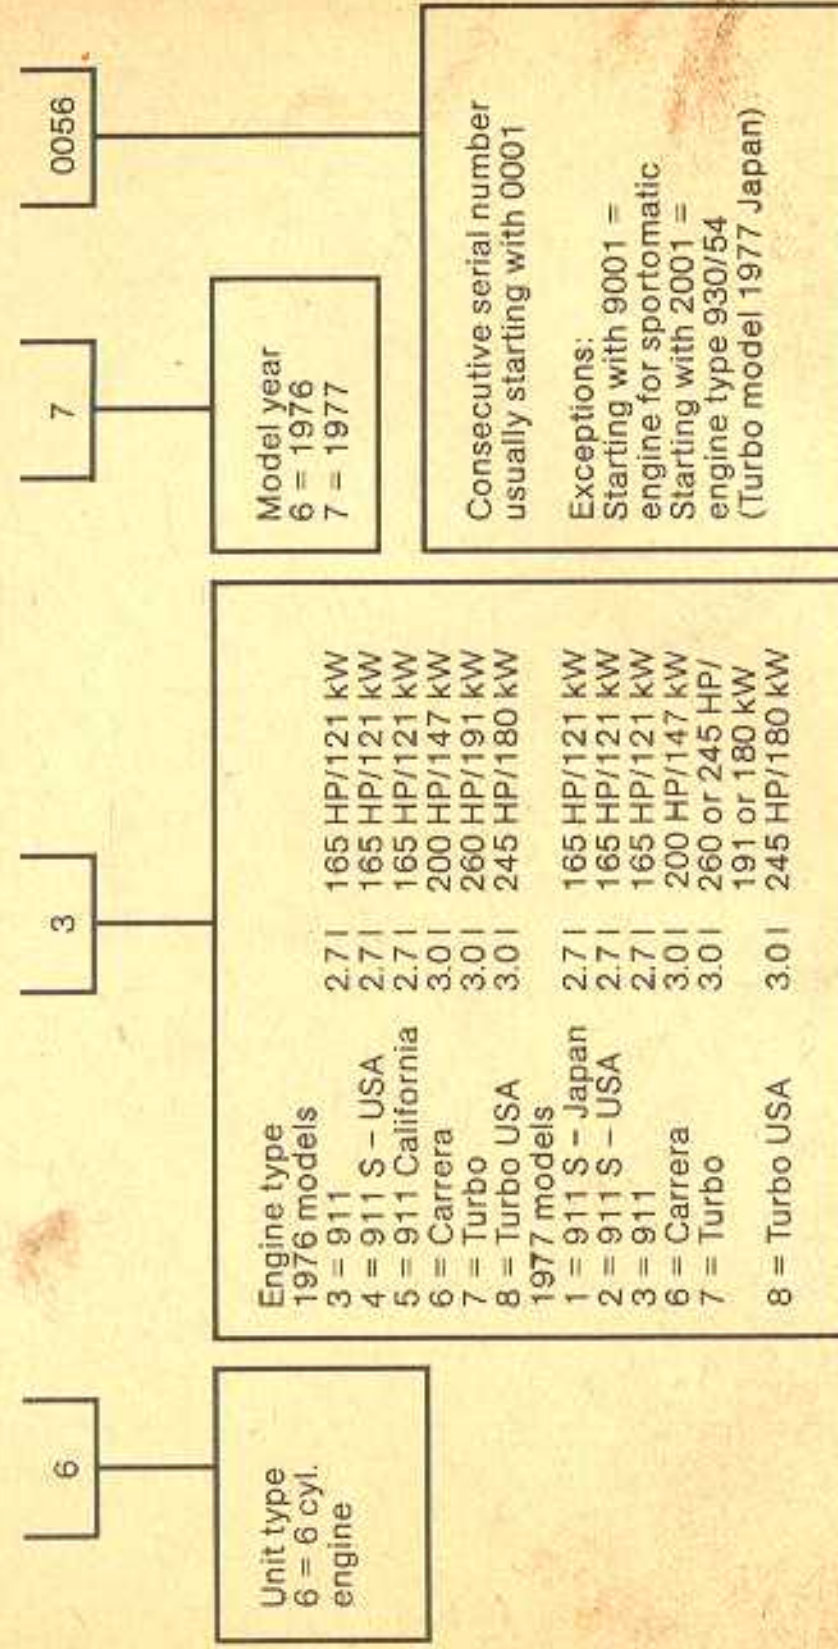 6
3
7
0056
Unit type
6 = 6 cyl.
engine
Engine type
1976 models
3 = 911 2.7 l 165 HP/121 kW
4 = 911 S – USA 2.7 l 165 HP/121 kW
5 = 911 California 2.7 l 165 HP/121 kW
6 = Carrera 3.0 l 200 HP/147 kW
7 = Turbo 3.0 l 260 HP/191 kW
8 = Turbo USA 3.0 l 245 HP/180 kW
1977 models
1 = 911 S – Japan 2.7 l 165 HP/121 kW
2 = 911 S – USA 2.7 l 165 HP/121 kW
3 = 911 2.7 l 165 HP/121 kW
6 = Carrera 3.0 l 200 HP/147 kW
7 = Turbo 3.0 l 260 or 245 HP/
191 or 180 kW
8 = Turbo USA 3.0 l 245 HP/180 kW
Model year
6 = 1976
7 = 1977
Consecutive serial number
usually starting with 0001
Exceptions:
Starting with 9001 =
engine for sportomatic
Starting with 2001 =
engine type 930/54
(Turbo model 1977 Japan)